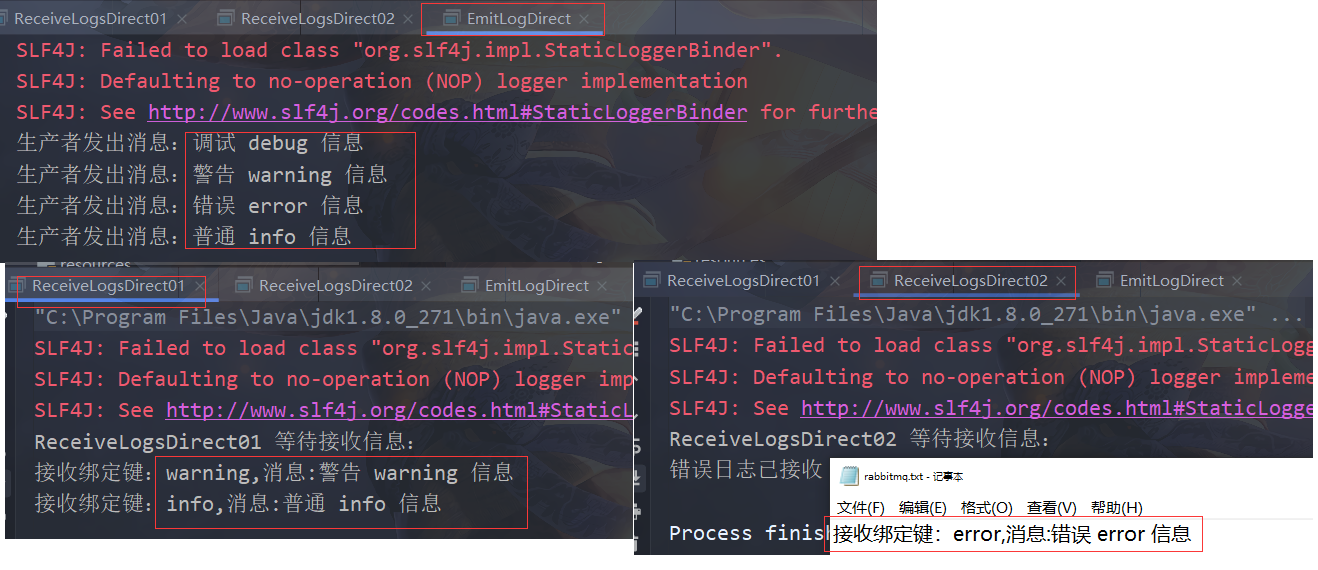 ReceiveLogsDirect01 ReceiveLogsDirect02 EmitLogDirect
SLF4J: Failed to load class "org.slf4j.impl.StaticLoggerBinder".
SLF4J: Defaulting to no-operation (NOP) logger implementation
SLF4J: See http://www.slf4j.org/codes.html#StaticLoggerBinder for furthe
生产者发出消息：调试 debug 信息
生产者发出消息：警告 warning 信息
生产者发出消息：错误 error 信息
生产者发出消息：普通 info 信息
resources
ReceiveLogsDirect01 ReceiveLogsDirect02 EmitLogDirect
"C:\Program Files\Java\jdk1.8.0_271\bin\java.exe"
SLF4J: Failed to load class "org.slf4j.impl.Static
SLF4J: Defaulting to no-operation (NOP) logger imp
SLF4J: See http://www.slf4j.org/codes.html#StaticL
ReceiveLogsDirect01 等待接收信息：
接收绑定键：warning,消息:警告 warning 信息
接收绑定键：info,消息:普通 info 信息
ReceiveLogsDirect01 ReceiveLogsDirect02 EmitLogDirect
"C:\Program Files\Java\jdk1.8.0_271\bin\java.exe" ...
SLF4J: Failed to load class "org.slf4j.impl.StaticLogg
SLF4J: Defaulting to no-operation (NOP) logger impleme
SLF4J: See http://www.slf4j.org/codes.html#StaticLogge
ReceiveLogsDirect02 等待接收信息：
错误日志已接收
Process finis
rabbitmq.txt - 记事本
文件(F) 编辑(E) 格式(O) 查看(V) 帮助(H)
接收绑定键：error,消息:错误 error 信息